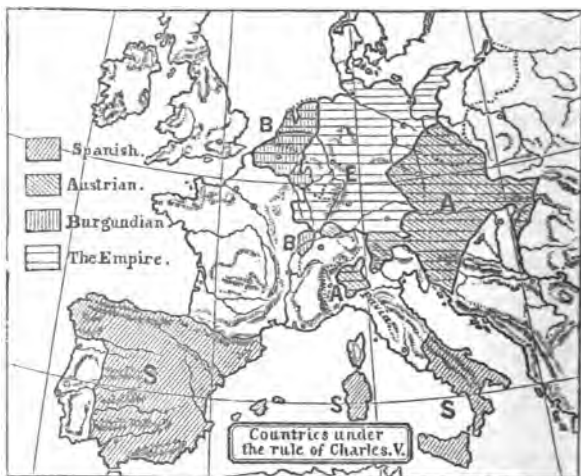 B
Spanish.
E
Austrian.
A
Burgundian
B
The Empire.
A
S
S
S
Countries under
the rule of Charles.V.